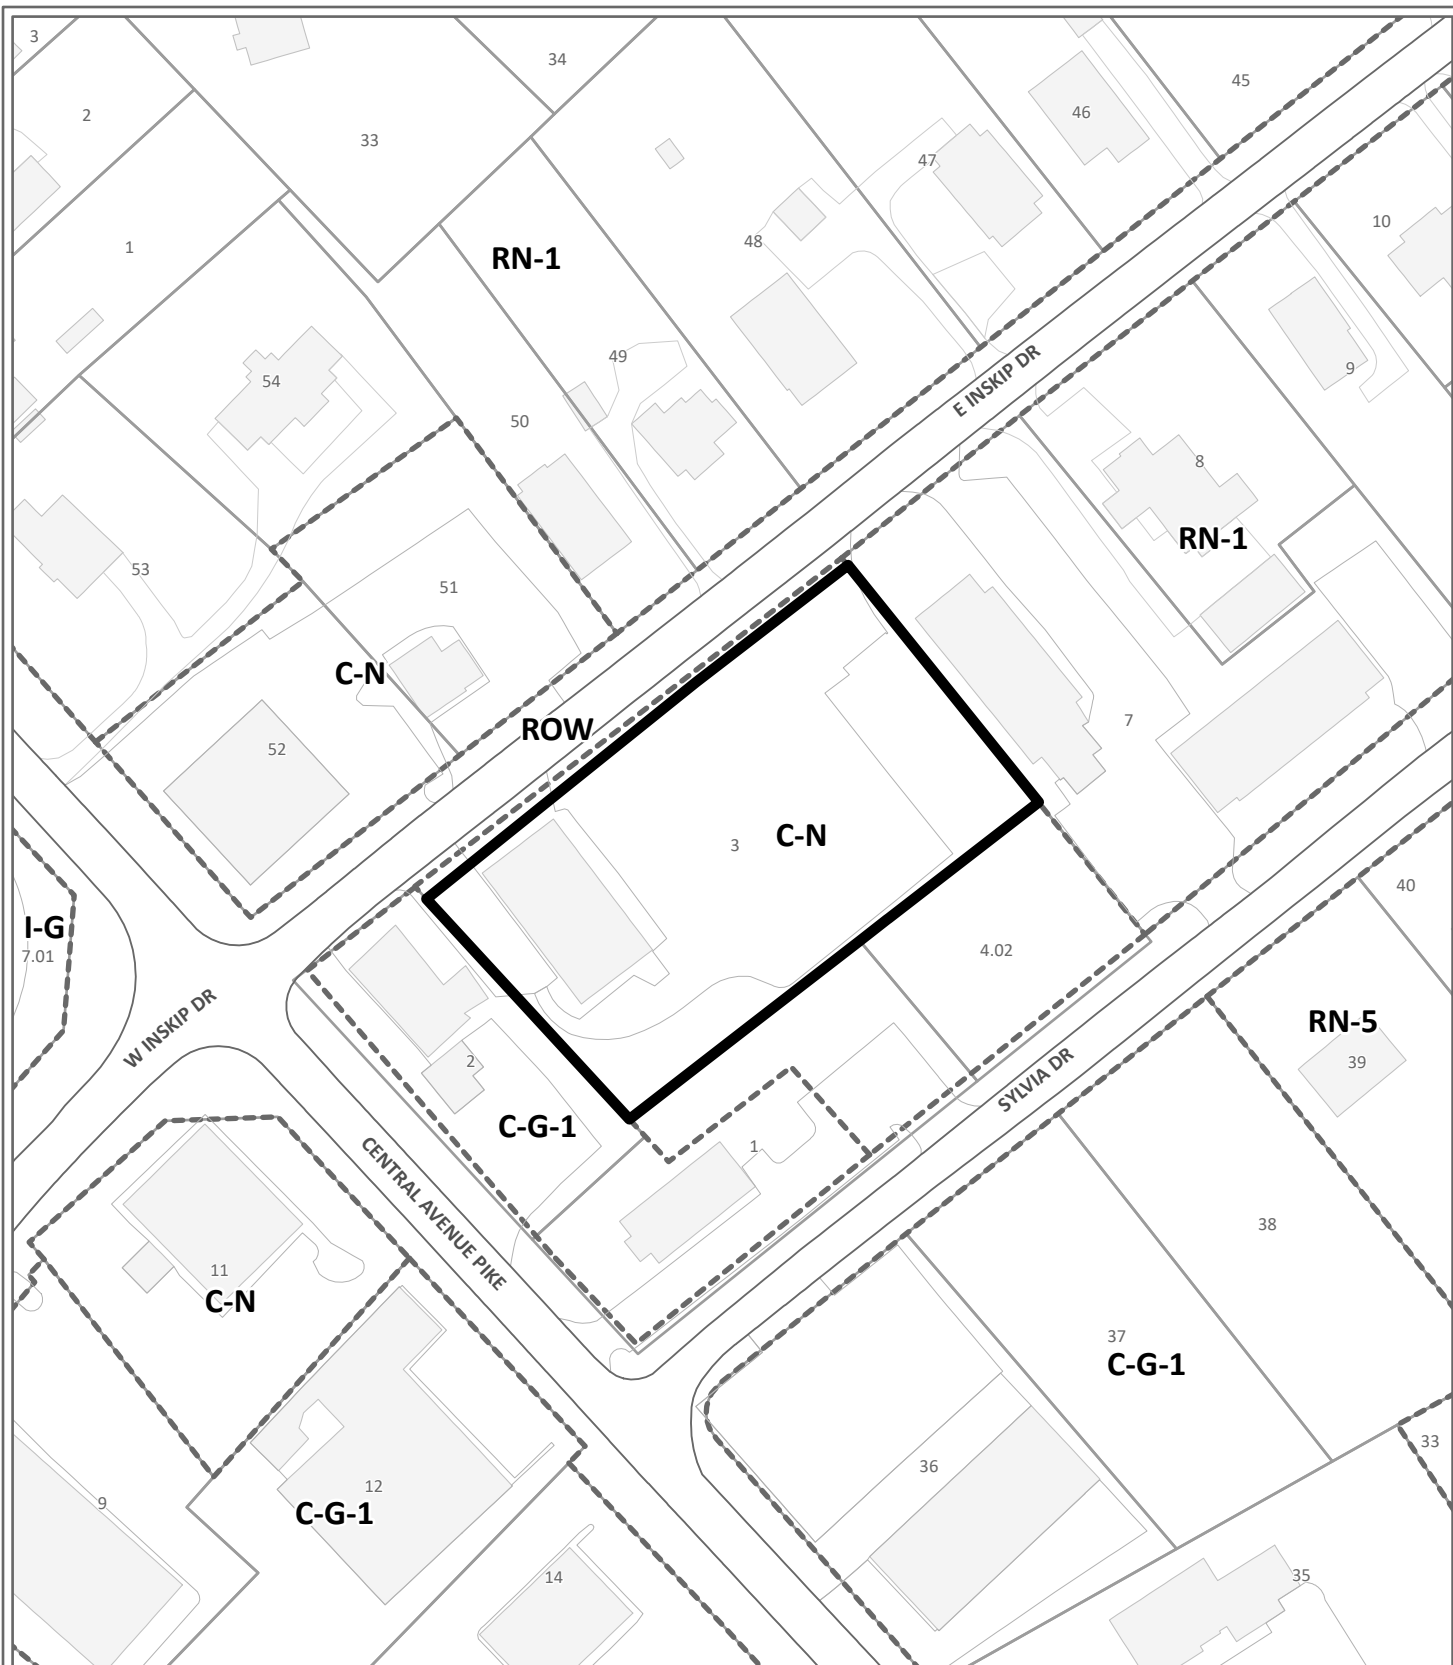 3
34
45
2
46
33
47
10
1
48
RN-1
49
9
E INSKIP DR
54
50
8
RN-1
53
51
C-N
7
ROW
52
3
C-N
40
I-G
7.01
4.02
W INSKIP DR
RN-5
2
39
SYLVIA DR
C-G-1
1
CENTRAL AVENUE PIKE
38
11
C-N
37
C-G-1
33
36
12
9
C-G-1
14
35